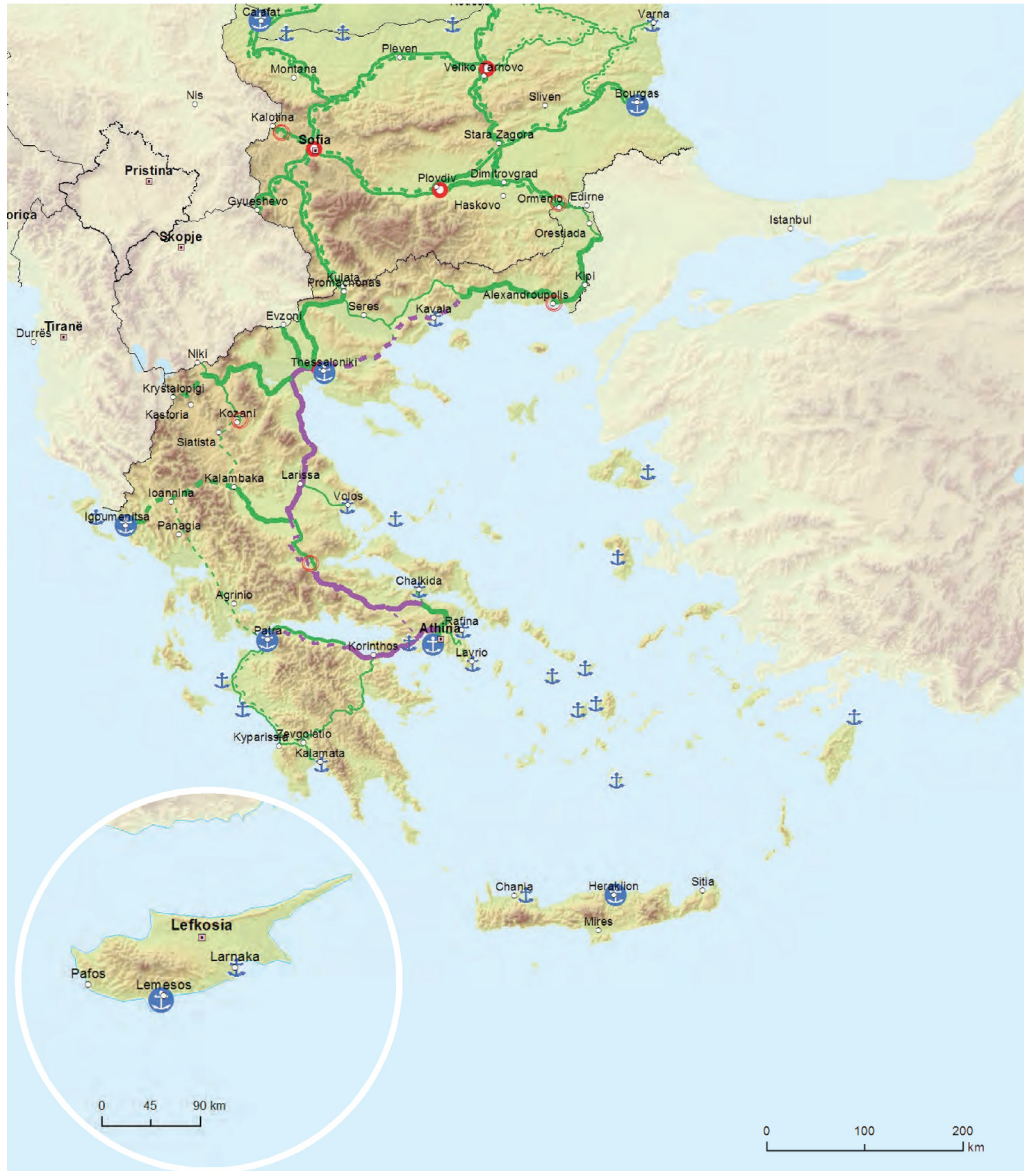 Calafat
Varna
Pleven
Veliko Tarnovo
Montana
Nis
Sliven
Bourgas
Kalotina
Sofia
Stara Zagora
Pristina
Plovdiv
Dimitrovgrad
Gyueshevo
Haskovo
Ormenio
Edirne
orica
Istanbul
Orestiada
Skopje
Kulata
Promachonas
Kipi
Alexandroupolis
Seres
Kavala
Evzoni
Durrës
Tiranë
Niki
Thessaloniki
Krystalopigi
Kastoria
Kozani
Siatista
Kalambaka
Larissa
Ioannina
Volos
Igoumenitsa
Panagia
Chalkida
Agrinio
Rafina
Patra
Athina
Korinthos
Lavrio
Kyparissia
Zevgolatio
Kalamata
Chania
Heraklion
Sitia
Mires
Lefkosia
Larnaka
Pafos
Lemesos
0 45 90 km
0 100 200
km